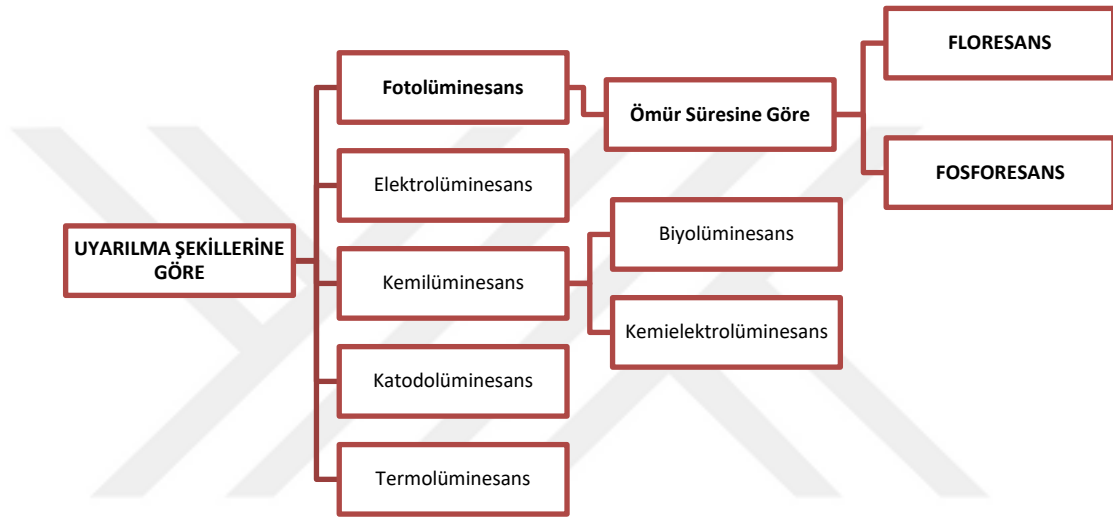 UYARILMA ŞEKİLLERİNE
GÖRE
Fotolüminesans
Ömür Süresine Göre
FLORESANS
FOSFORESANS
Elektrolüminesans
Kemilüminesans
Biyolüminesans
Kemielektrolüminesans
Katodolüminesans
Termolüminesans